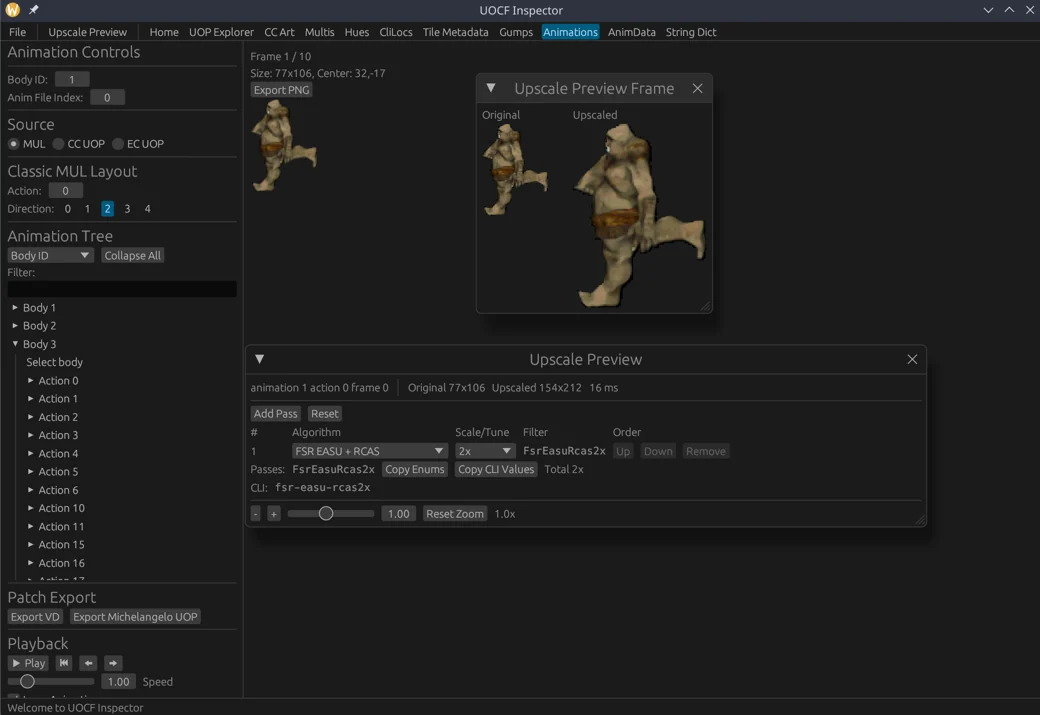 UOCF Inspector
File Upscale Preview Home UOP Explorer CC Art Multis Hues CliLocs Tile Metadata Gumps Animations AnimData String Dict
Animation Controls
Body ID: 1
Anim File Index: 0
Source
MUL CC UOP EC UOP
Classic MUL Layout
Action: 0
Direction: 0 1 2 3 4
Animation Tree
Body ID Collapse All
Filter:
Body 1
Body 2
Body 3
Select body
Action 0
Action 1
Action 2
Action 3
Action 4
Action 5
Action 6
Action 10
Action 11
Action 15
Action 16
Action 17
Patch Export
Export VD Export Michelangelo UOP
Playback
Play
1.00 Speed
Frame 1 / 10
Size: 77x106, Center: 32,-17
Export PNG
Upscale Preview Frame
Original Upscaled
Upscale Preview
animation 1 action 0 frame 0 Original 77x106 Upscaled 154x212 16 ms
Add Pass Reset
# Algorithm Scale/Tune Filter Order
1 FSR EASU + RCAS 2x FsrEasuRcas2x Up Down Remove
Passes: FsrEasuRcas2x Copy Enums Copy CLI Values Total 2x
CLI: fsr-easu-rcas2x
- + 1.00 Reset Zoom 1.0x
Welcome to UOCF Inspector